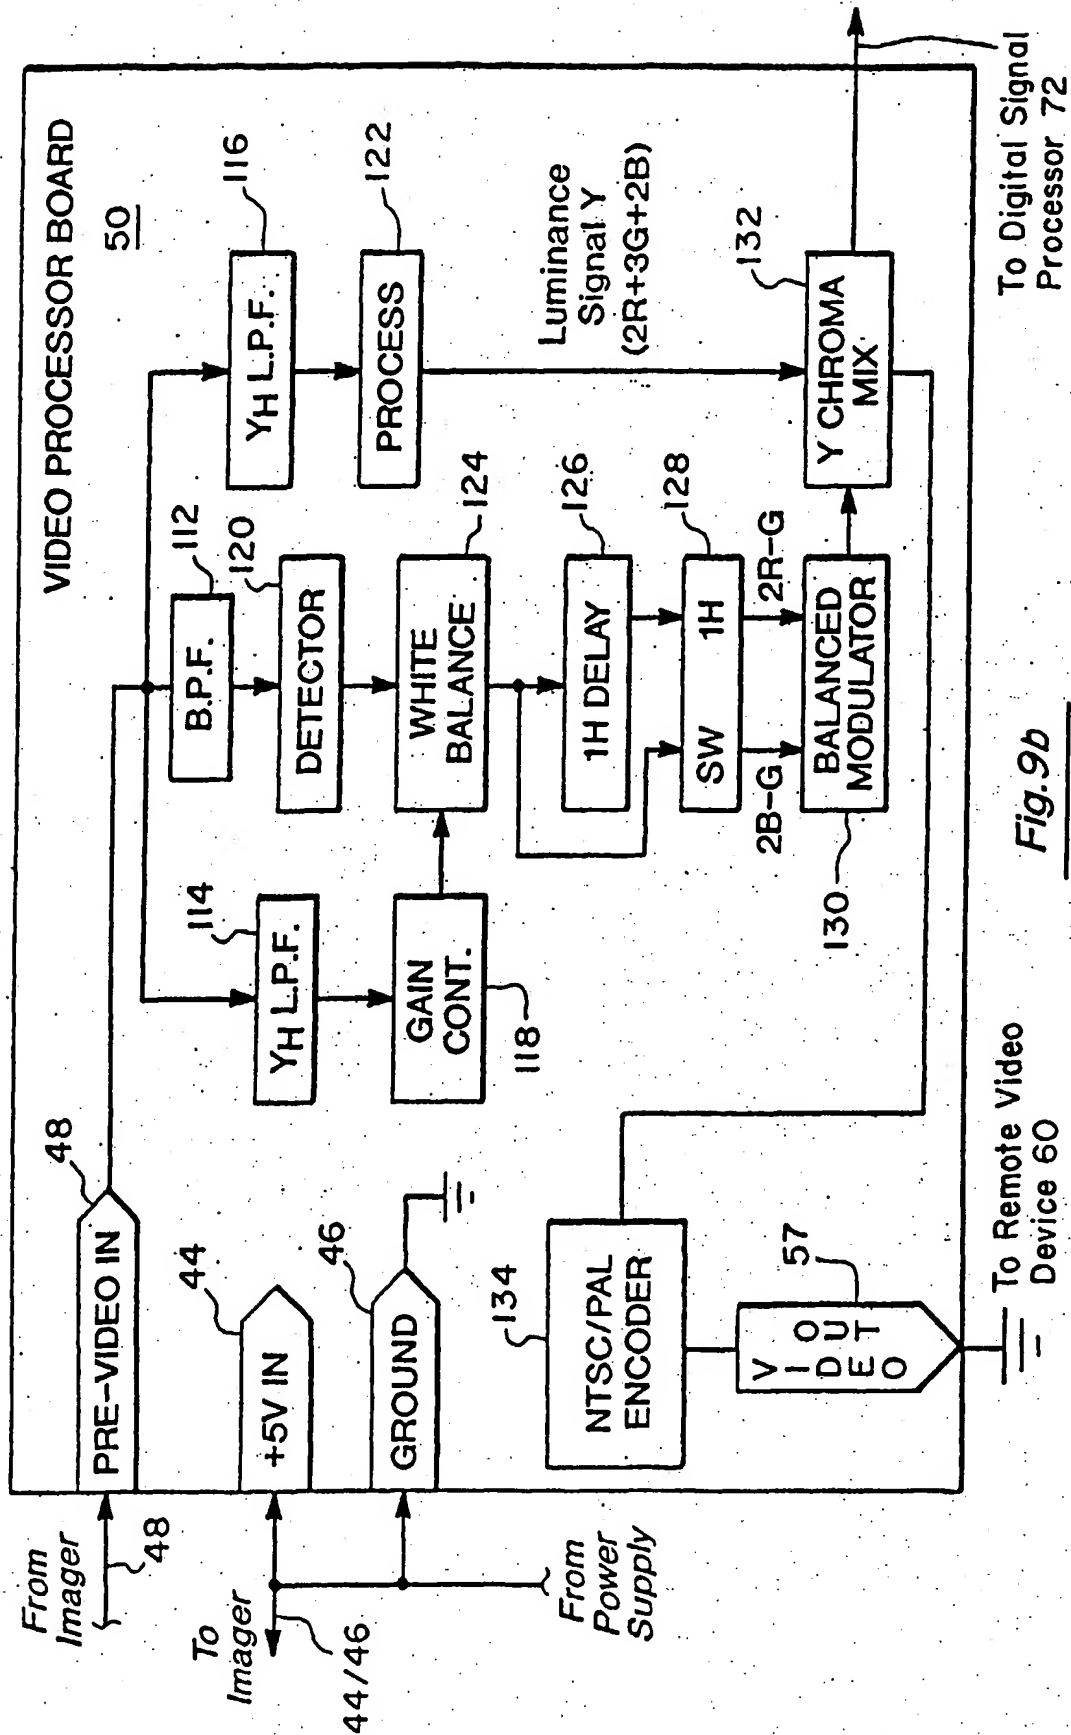 VIDEO PROCESSOR BOARD
50
From
Imager
48
PRE-VIDEO IN
48
To
Imager
44/46
+5V IN
44
GROUND
46
From
Power
Supply
YH L.P.F.
114
GAIN
CONT.
118
B.P.F.
112
DETECTOR
120
WHITE
BALANCE
124
1H DELAY
126
SW 1H
128
2B-G
2R-G
BALANCED
MODULATOR
130
YH L.P.F.
116
PROCESS
122
Luminance
Signal Y
(2R+3G+2B)
Y CHROMA
MIX
132
To Digital Signal
Processor 72
NTSC/PAL
ENCODER
134
VIDEO
OUT
57
To Remote Video
Device 60
Fig.9b